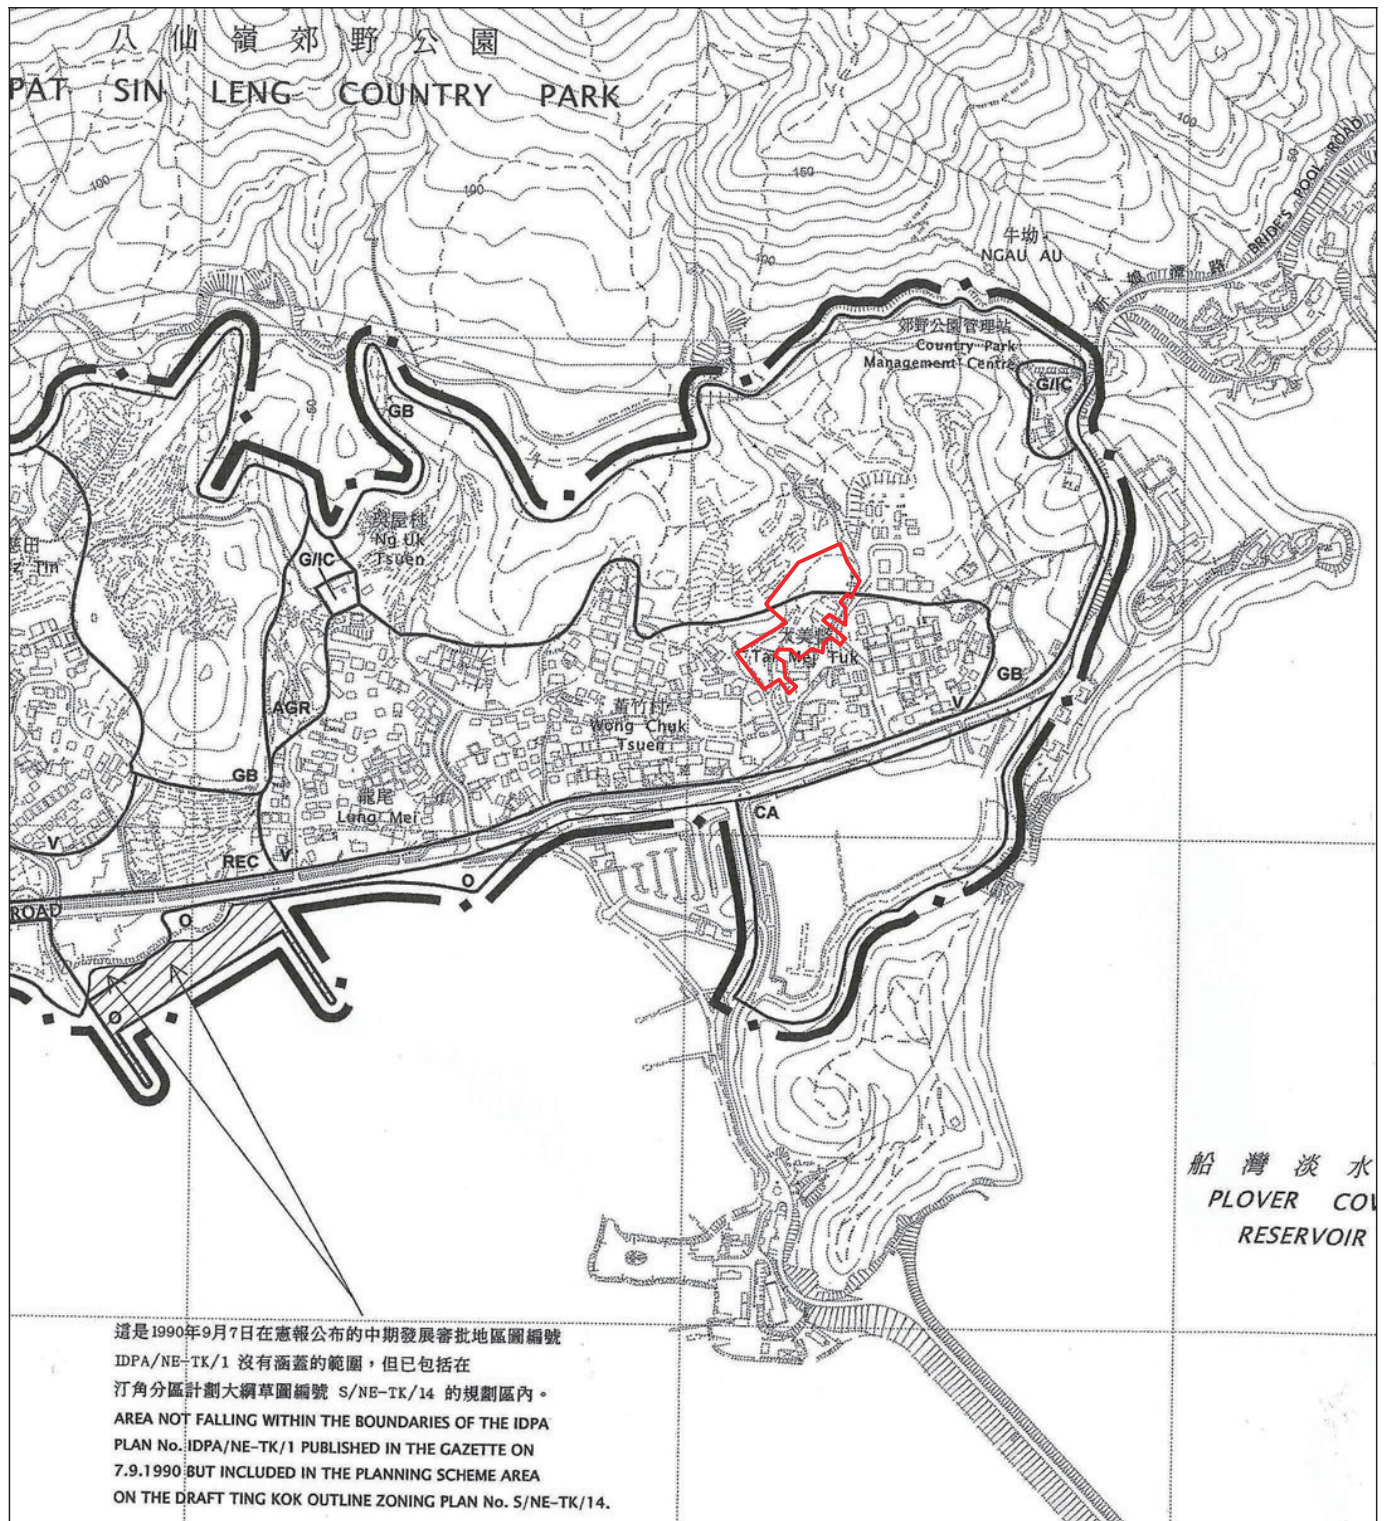 八仙嶺郊野公園
PAT SIN LENG COUNTRY PARK
100
100
150
100
100
50
BRIDE'S POOL ROAD
新娘潭路
牛坳
NGAU AU
郊野公園管理站
Country Park
Management Centre
G/IC
GB
50
吳屋村
Ng Uk
Tsuen
G/IC
Tin
大美督
Tai Mei Tuk
GB
AGR
V
黃竹村
Wong Chuk
Tsuen
GB
龍尾
Lung Mei
CA
V
REC
V
O
ROAD
O
O
船灣淡水
PLOVER COV
RESERVOIR
這是1990年9月7日在憲報公布的中期發展審批地區圖編號
IDPA/NE-TK/1 沒有涵蓋的範圍，但已包括在
汀角分區計劃大綱草圖編號 S/NE-TK/14 的規劃區內。
AREA NOT FALLING WITHIN THE BOUNDARIES OF THE IDPA
PLAN No. IDPA/NE-TK/1 PUBLISHED IN THE GAZETTE ON
7.9.1990 BUT INCLUDED IN THE PLANNING SCHEME AREA
ON THE DRAFT TING KOK OUTLINE ZONING PLAN No. S/NE-TK/14.